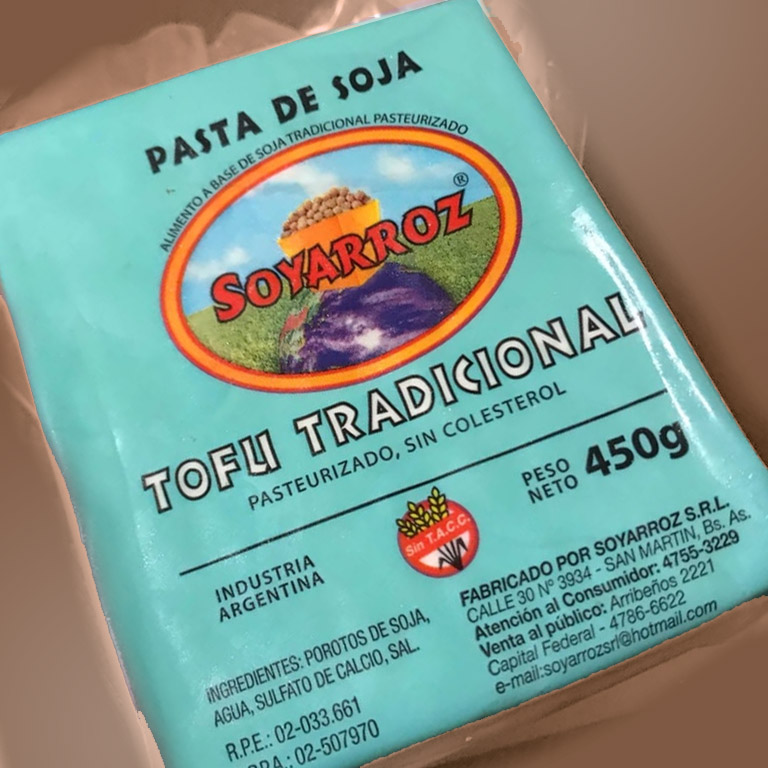 PASTA DE SOJA
ALIMENTO A BASE DE SOJA TRADICIONAL PASTEURIZADO
SOYARROZ®
TOFU TRADICIONAL
PASTEURIZADO, SIN COLESTEROL
PESO NETO 450g
Sin T.A.C.C.
INDUSTRIA
ARGENTINA
FABRICADO POR SOYARROZ S.R.L.
CALLE 30 Nº 3934 - SAN MARTIN, Bs. As.
Atención al Consumidor: 4755-3229
Venta al público: Arribeños 2221
Capital Federal - 4786-6622
e-mail:soyarrozsrl@hotmail.com
INGREDIENTES: POROTOS DE SOJA,
AGUA, SULFATO DE CALCIO, SAL.
R.P.E.: 02-033.661
02-507970